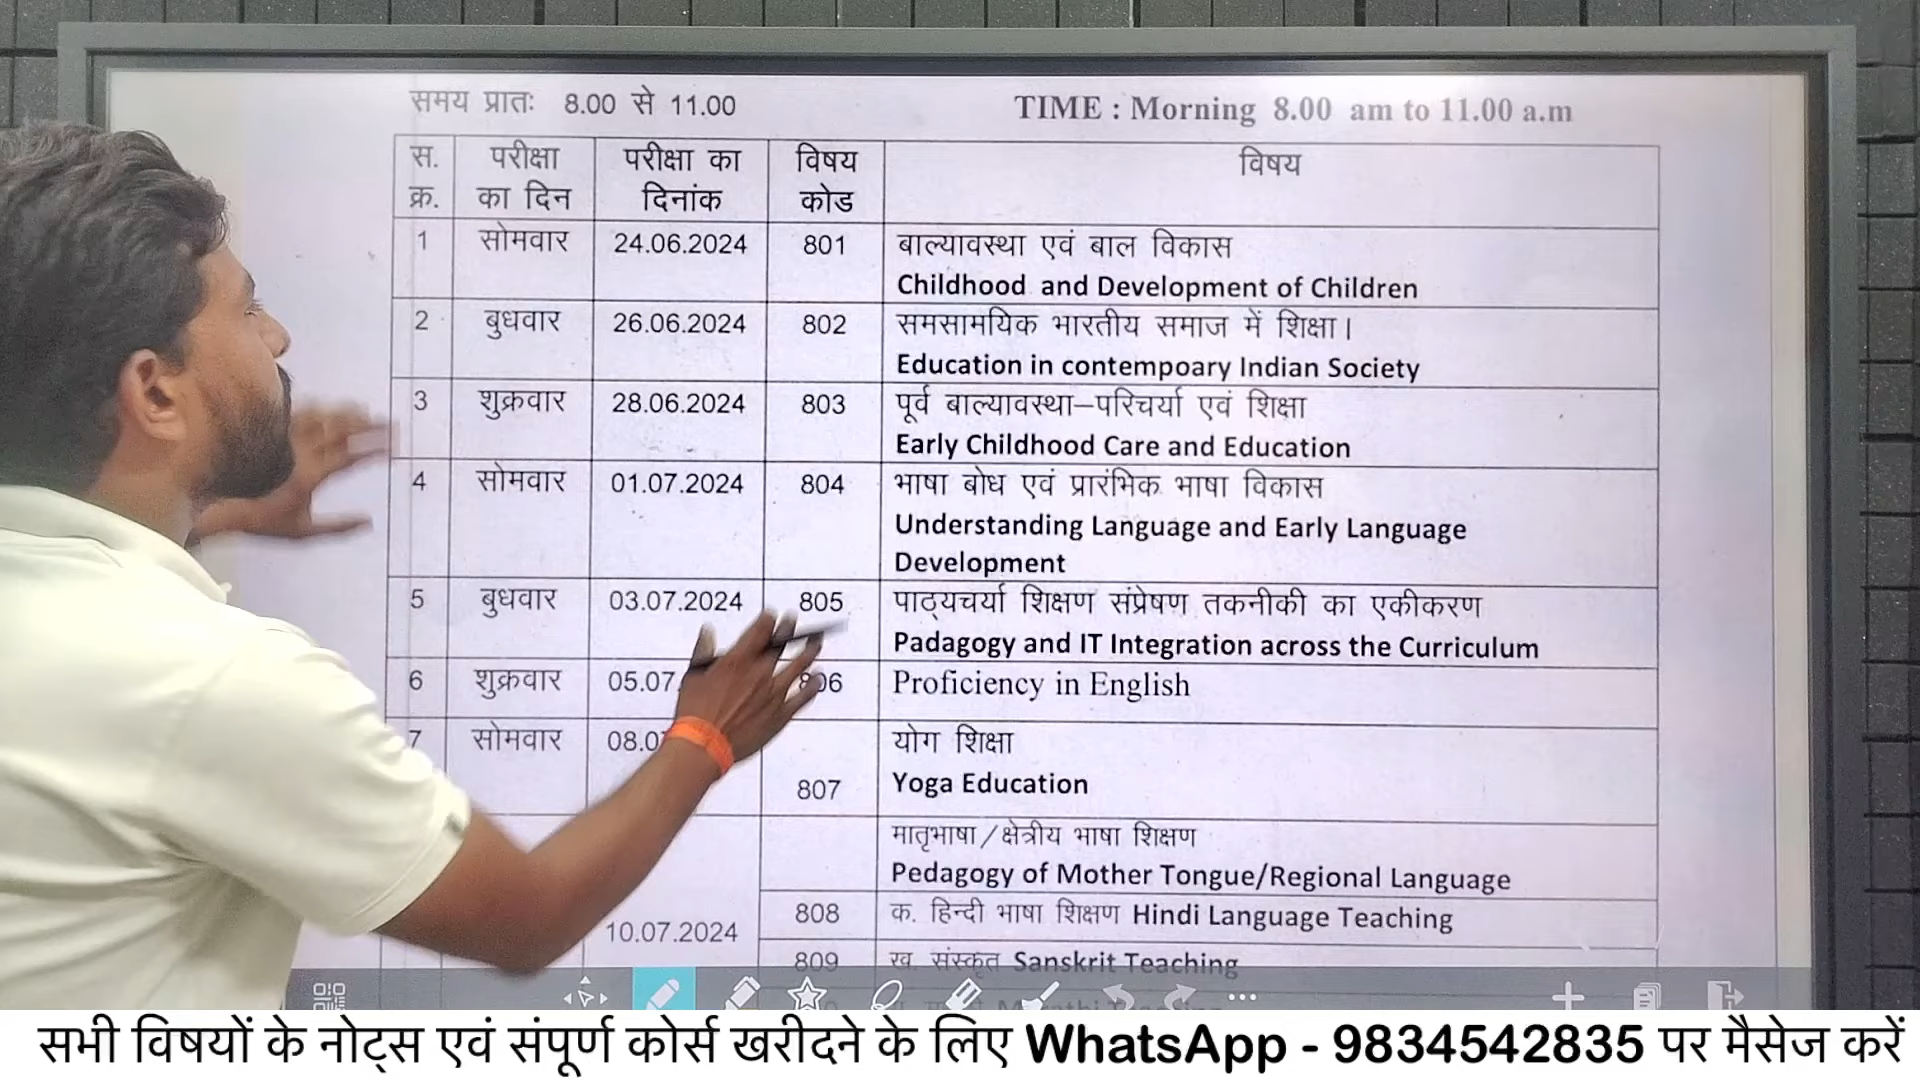 समय प्रातः 8.00 से 11.00
TIME : Morning 8.00 am to 11.00 a.m
स. क्र. परीक्षा का दिन परीक्षा का दिनांक विषय कोड विषय
1 सोमवार 24.06.2024 801 बाल्यावस्था एवं बाल विकास
Childhood and Development of Children
2 बुधवार 26.06.2024 802 समसामयिक भारतीय समाज में शिक्षा।
Education in contempoary Indian Society
3 शुक्रवार 28.06.2024 803 पूर्व बाल्यावस्था–परिचर्या एवं शिक्षा
Early Childhood Care and Education
4 सोमवार 01.07.2024 804 भाषा बोध एवं प्रारंभिक भाषा विकास
Understanding Language and Early Language
Development
5 बुधवार 03.07.2024 805 पाठ्यचर्या शिक्षण संप्रेषण तकनीकी का एकीकरण
Padagogy and IT Integration across the Curriculum
6 शुक्रवार 05.07 806 Proficiency in English
7 सोमवार 08.0 योग शिक्षा
807 Yoga Education
मातृभाषा/क्षेत्रीय भाषा शिक्षण
Pedagogy of Mother Tongue/Regional Language
10.07.2024 808 क. हिन्दी भाषा शिक्षण Hindi Language Teaching
809 ख. संस्कृत Sanskrit Teaching
सभी विषयों के नोट्स एवं संपूर्ण कोर्स खरीदने के लिए WhatsApp - 9834542835 पर मैसेज करें